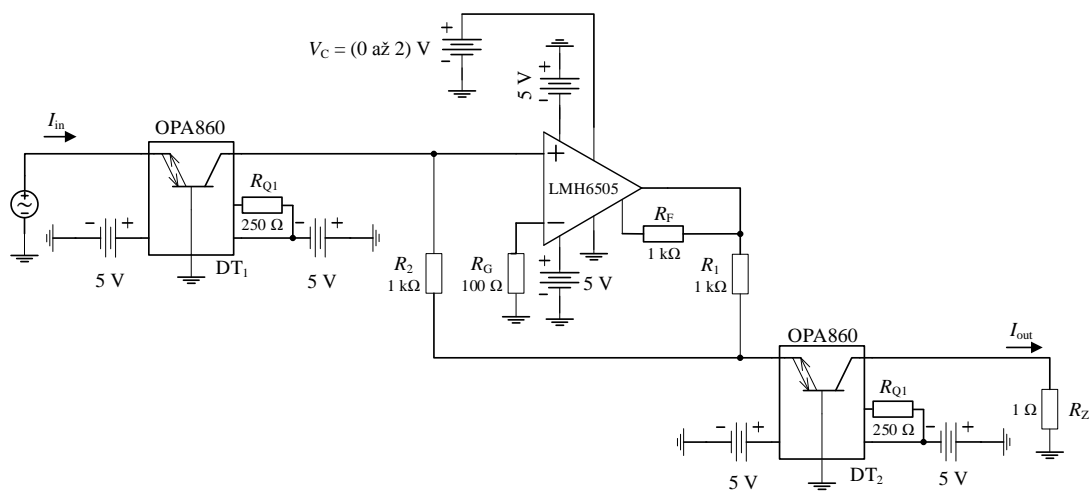 V_C = (0 až 2) V
+
-
+
5 V
-
I_in
OPA860
+
LMH6505
-
R_Q1
250 Ω
- +
- +
5 V
DT_1
5 V
R_2
1 kΩ
R_G
100 Ω
+
5 V
-
R_F
1 kΩ
R_1
1 kΩ
OPA860
I_out
R_Q1
250 Ω
1 Ω
R_Z
- +
- +
5 V
DT_2
5 V